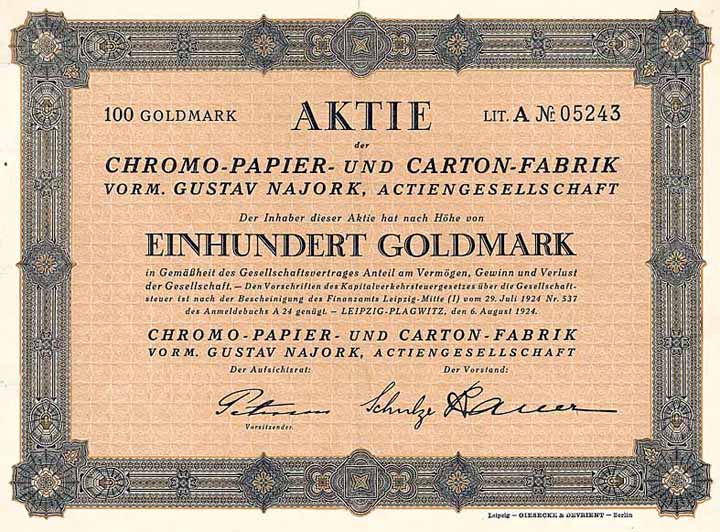 100 GOLDMARK AKTIE LIT. A № 05243
der
CHROMO-PAPIER- UND CARTON-FABRIK
VORM. GUSTAV NAJORK, ACTIENGESELLSCHAFT
Der Inhaber dieser Aktie hat nach Höhe von
EINHUNDERT GOLDMARK
in Gemäßheit des Gesellschaftsvertrages Anteil am Vermögen, Gewinn und Verlust
der Gesellschaft. — Den Vorschriften des Kapitalverkehrsteuergesetzes über die Gesellschaft-
steuer ist nach der Bescheinigung des Finanzamts Leipzig-Mitte (I) vom 29. Juli 1924 Nr. 537
des Anmeldebuchs A 24 genügt. — LEIPZIG-PLAGWITZ, den 6. August 1924.
CHROMO-PAPIER- UND CARTON-FABRIK
VORM. GUSTAV NAJORK, ACTIENGESELLSCHAFT
Der Aufsichtsrat: Der Vorstand:
Petersen Schulze Bauer
Vorsitzender.
Leipzig — GIESECKE & DEVRIENT — Berlin